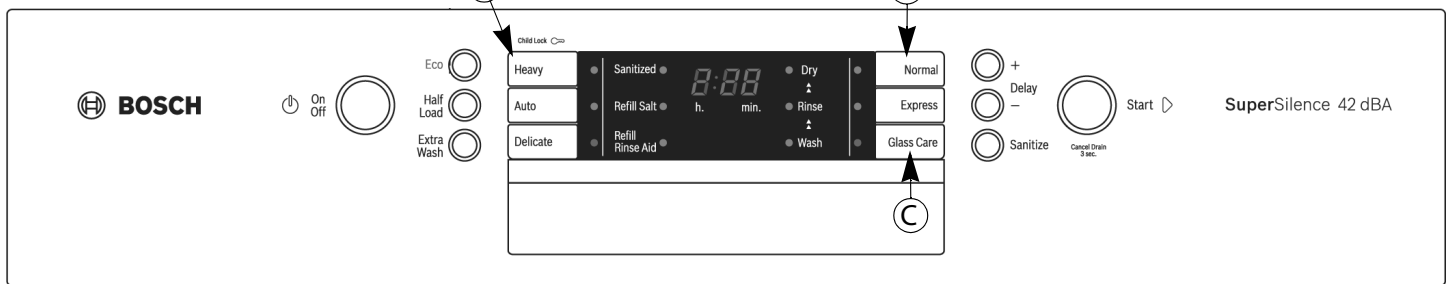 Child Lock
BOSCH
On
Off
Eco
Half
Load
Extra
Wash
Heavy
Auto
Delicate
Sanitized
Refill Salt
Refill
Rinse Aid
8:88
h. min.
Dry
Rinse
Wash
Normal
Express
Glass Care
C
+
Delay
–
Sanitize
Start
Cancel Drain
3 sec.
SuperSilence 42 dBA